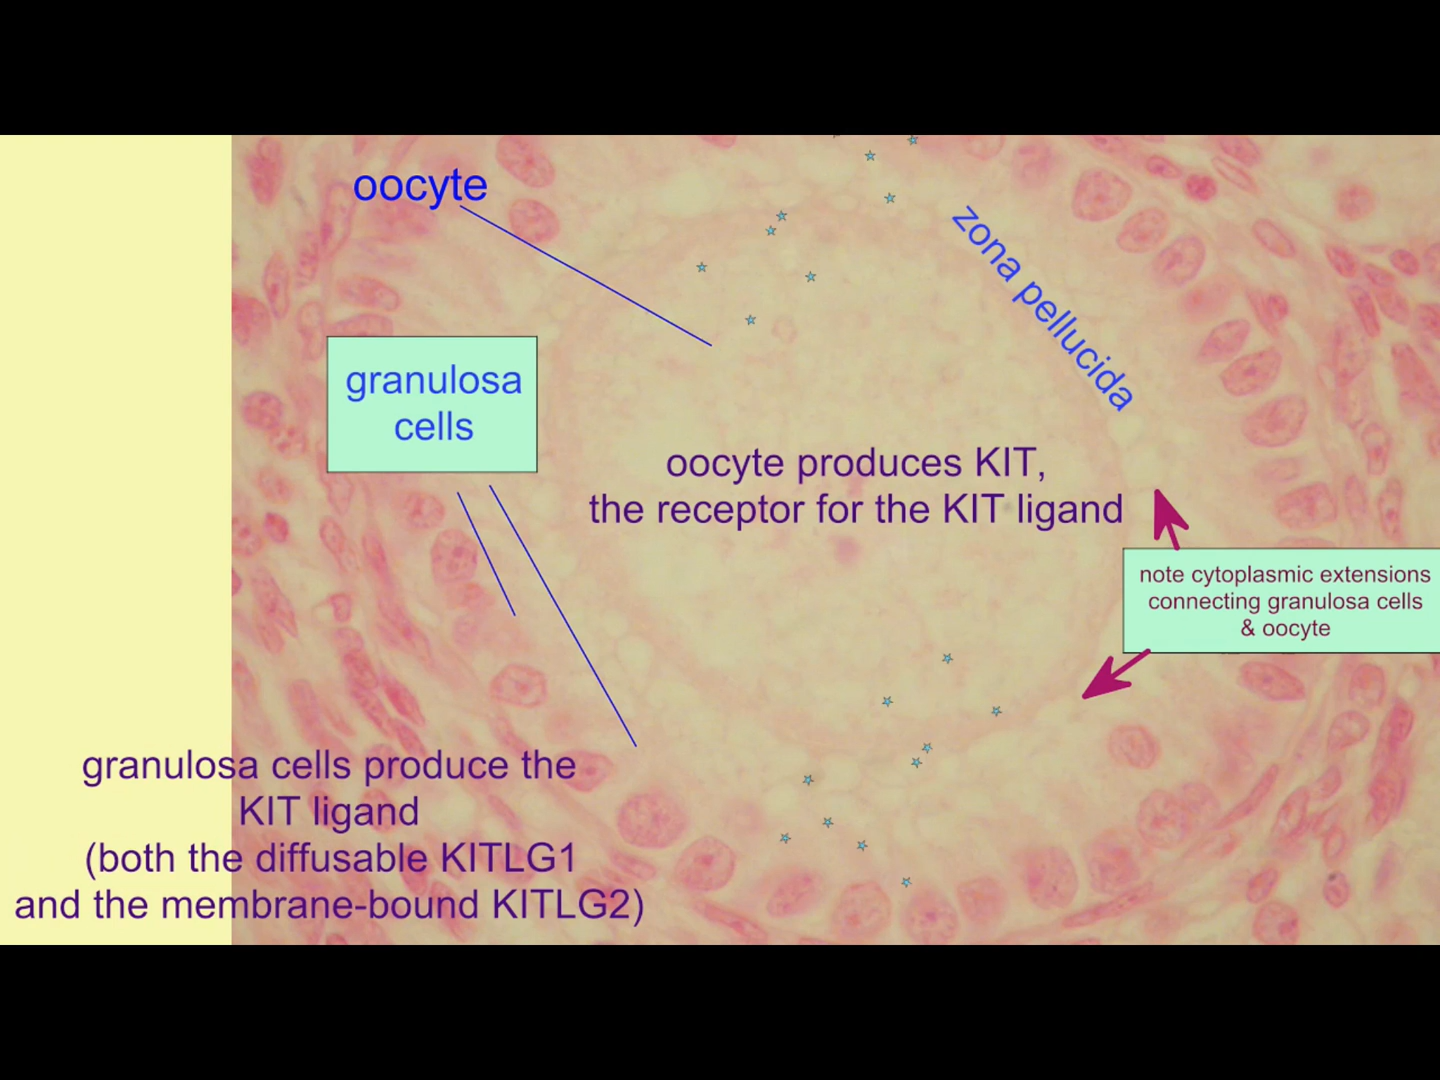 oocyte
zona pellucida
granulosa
cells
oocyte produces KIT,
the receptor for the KIT ligand
note cytoplasmic extensions
connecting granulosa cells
& oocyte
granulosa cells produce the
KIT ligand
(both the diffusable KITLG1
and the membrane-bound KITLG2)